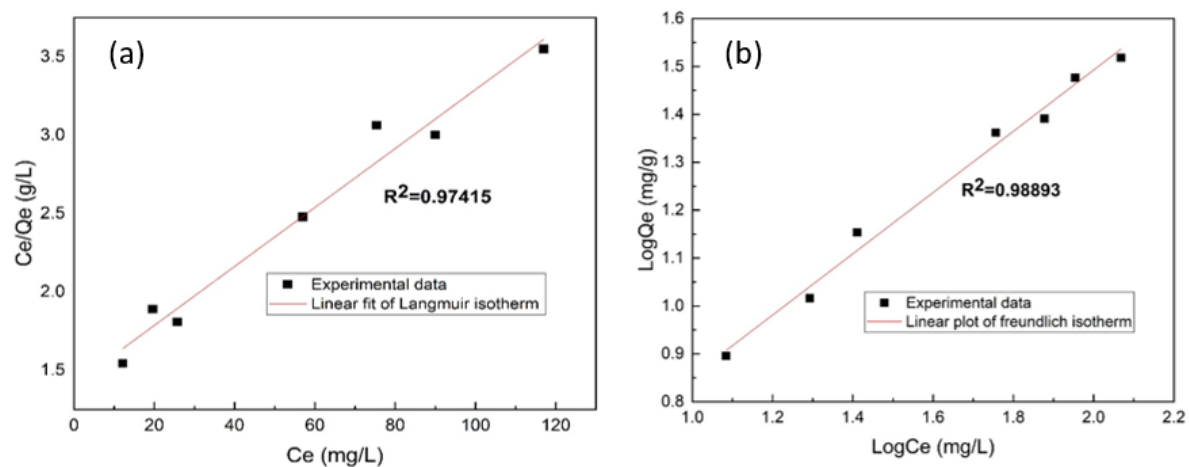 (a)
3.5
3.0
2.5
2.0
1.5
Ce/Qe (g/L)
R2=0.97415
Experimental data
Linear fit of Langmuir isotherm
0 20 40 60 80 100 120
Ce (mg/L)
(b)
1.6
1.5
1.4
1.3
1.2
1.1
1.0
0.9
0.8
LogQe (mg/g)
R2=0.98893
Experimental data
Linear plot of freundlich isotherm
1.0 1.2 1.4 1.6 1.8 2.0 2.2
LogCe (mg/L)